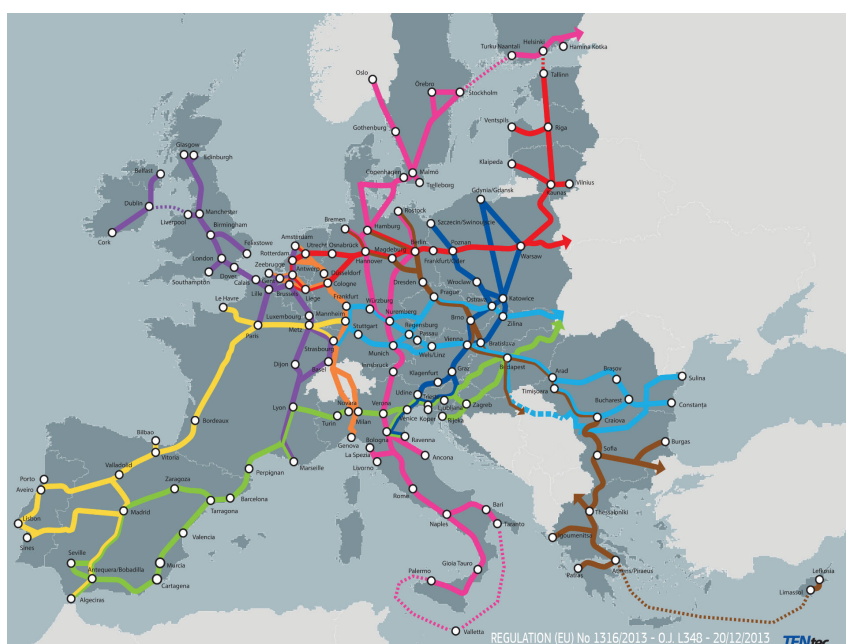 Helsinki
Turku Naantali
Hamina Kotka
Oslo
Tallinn
Örebro
Stockholm
Ventspils
Riga
Gothenburg
Glasgow
Edinburgh
Klaipeda
Belfast
Copenhagen
Malmö
Trelleborg
Vilnius
Kaunas
Gdynia/Gdansk
Dublin
Manchester
Rostock
Liverpool
Bremen
Hamburg
Szczecin/Swinoujscie
Cork
Birmingham
Amsterdam
Felixstowe
Utrecht
Osnabrück
Magdeburg
Berlin
Poznan
Warsaw
London
Rotterdam
Zeebrugge
Hannover
Frankfurt/Oder
Dover
Antwerp
Düsseldorf
Southampton
Calais
Cologne
Dresden
Wroclaw
Lille
Brussels
Liege
Prague
Le Havre
Frankfurt
Ostrava
Katowice
Luxembourg
Würzburg
Mannheim
Nuremberg
Brno
Zilina
Paris
Metz
Stuttgart
Regensburg
Passau
Strasbourg
Munich
Wels/Linz
Vienna
Bratislava
Dijon
Basel
Innsbruck
Klagenfurt
Graz
Budapest
Arad
Brașov
Sulina
Udine
Timișoara
Novara
Verona
Ljubljana
Zagreb
Bucharest
Constanța
Lyon
Turin
Milan
Venice
Koper
Rijeka
Craiova
Bordeaux
Genova
Bologna
Ravenna
Bilbao
La Spezia
Ancona
Sofia
Burgas
Vitoria
Marseille
Livorno
Valladolid
Perpignan
Porto
Zaragoza
Rome
Aveiro
Barcelona
Tarragona
Bari
Madrid
Naples
Taranto
Thessaloniki
Lisbon
Valencia
Igoumenitsa
Sines
Seville
Gioia Tauro
Antequera/Bobadilla
Murcia
Palermo
Patras
Athens/Piraeus
Lefkosia
Cartagena
Limassol
Algeciras
Valletta
REGULATION (EU) No 1316/2013 - O.J. L348 - 20/12/2013
TENtec